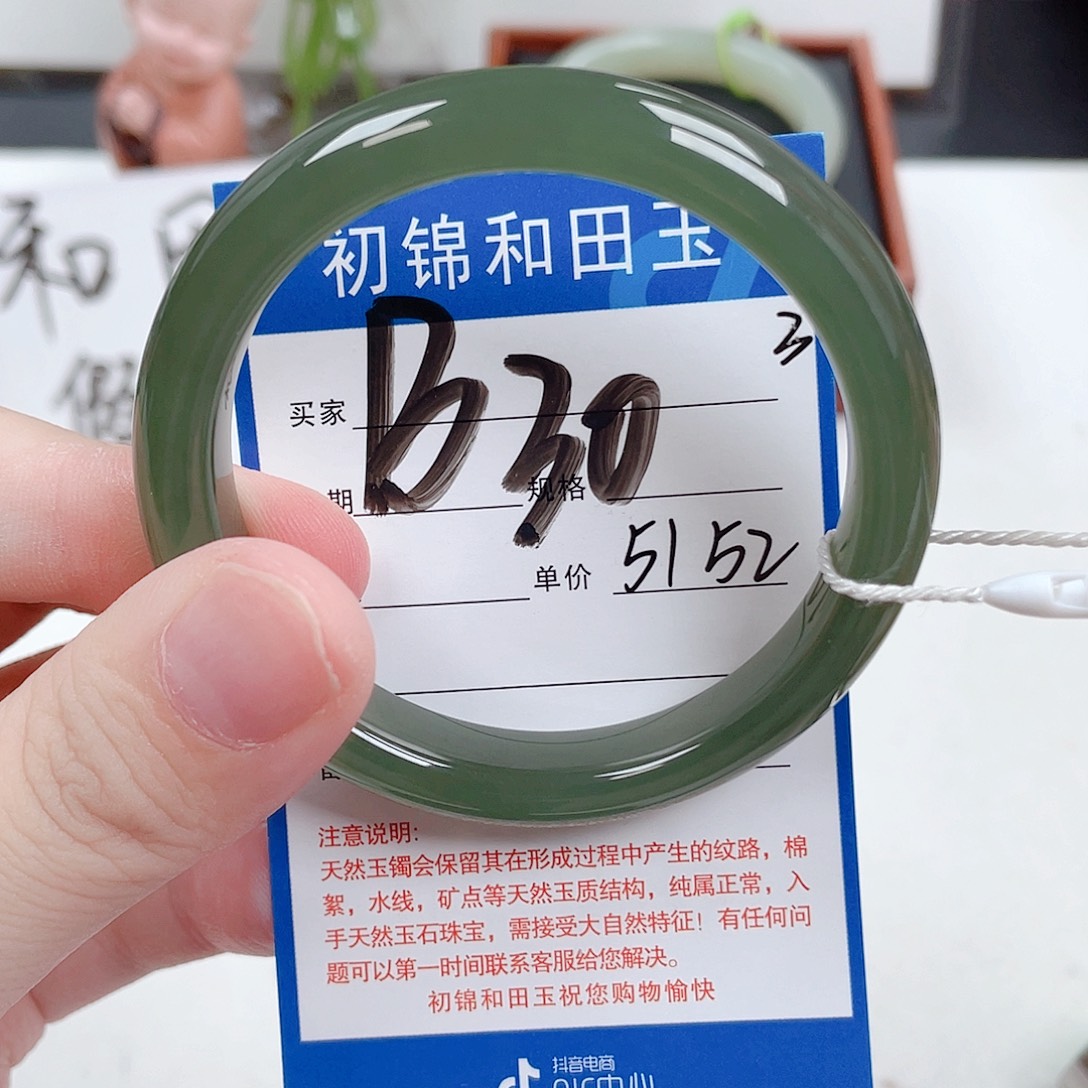 初锦和田玉
3
B30
买家
期 规格
单价 51 52
注意说明:
天然玉镯会保留其在形成过程中产生的纹路，棉
絮，水线，矿点等天然玉质结构，纯属正常，入
手天然玉石珠宝，需接受大自然特征！有任何问
题可以第一时间联系客服给您解决。
初锦和田玉祝您购物愉快
抖音电商
和